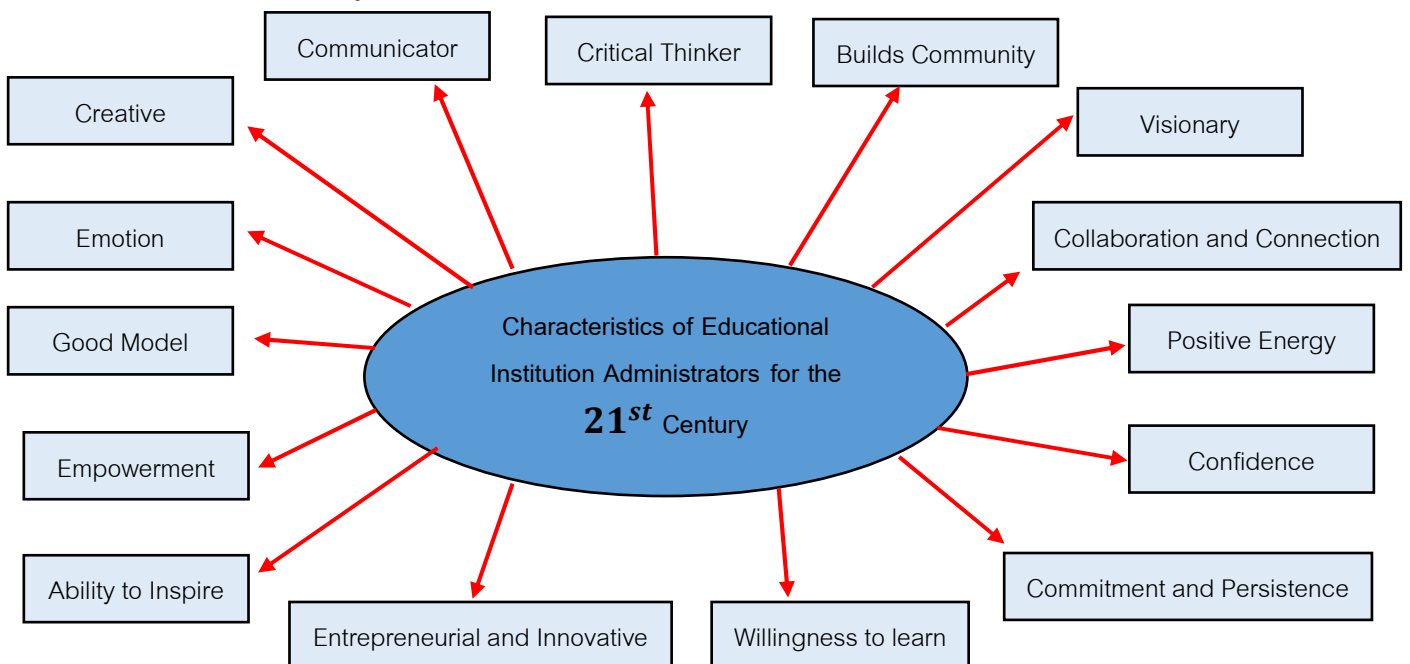 Communicator
Critical Thinker
Builds Community
Creative
Visionary
Emotion
Collaboration and Connection
Good Model
Characteristics of Educational
Institution Administrators for the
21st Century
Positive Energy
Empowerment
Confidence
Ability to Inspire
Commitment and Persistence
Entrepreneurial and Innovative
Willingness to learn